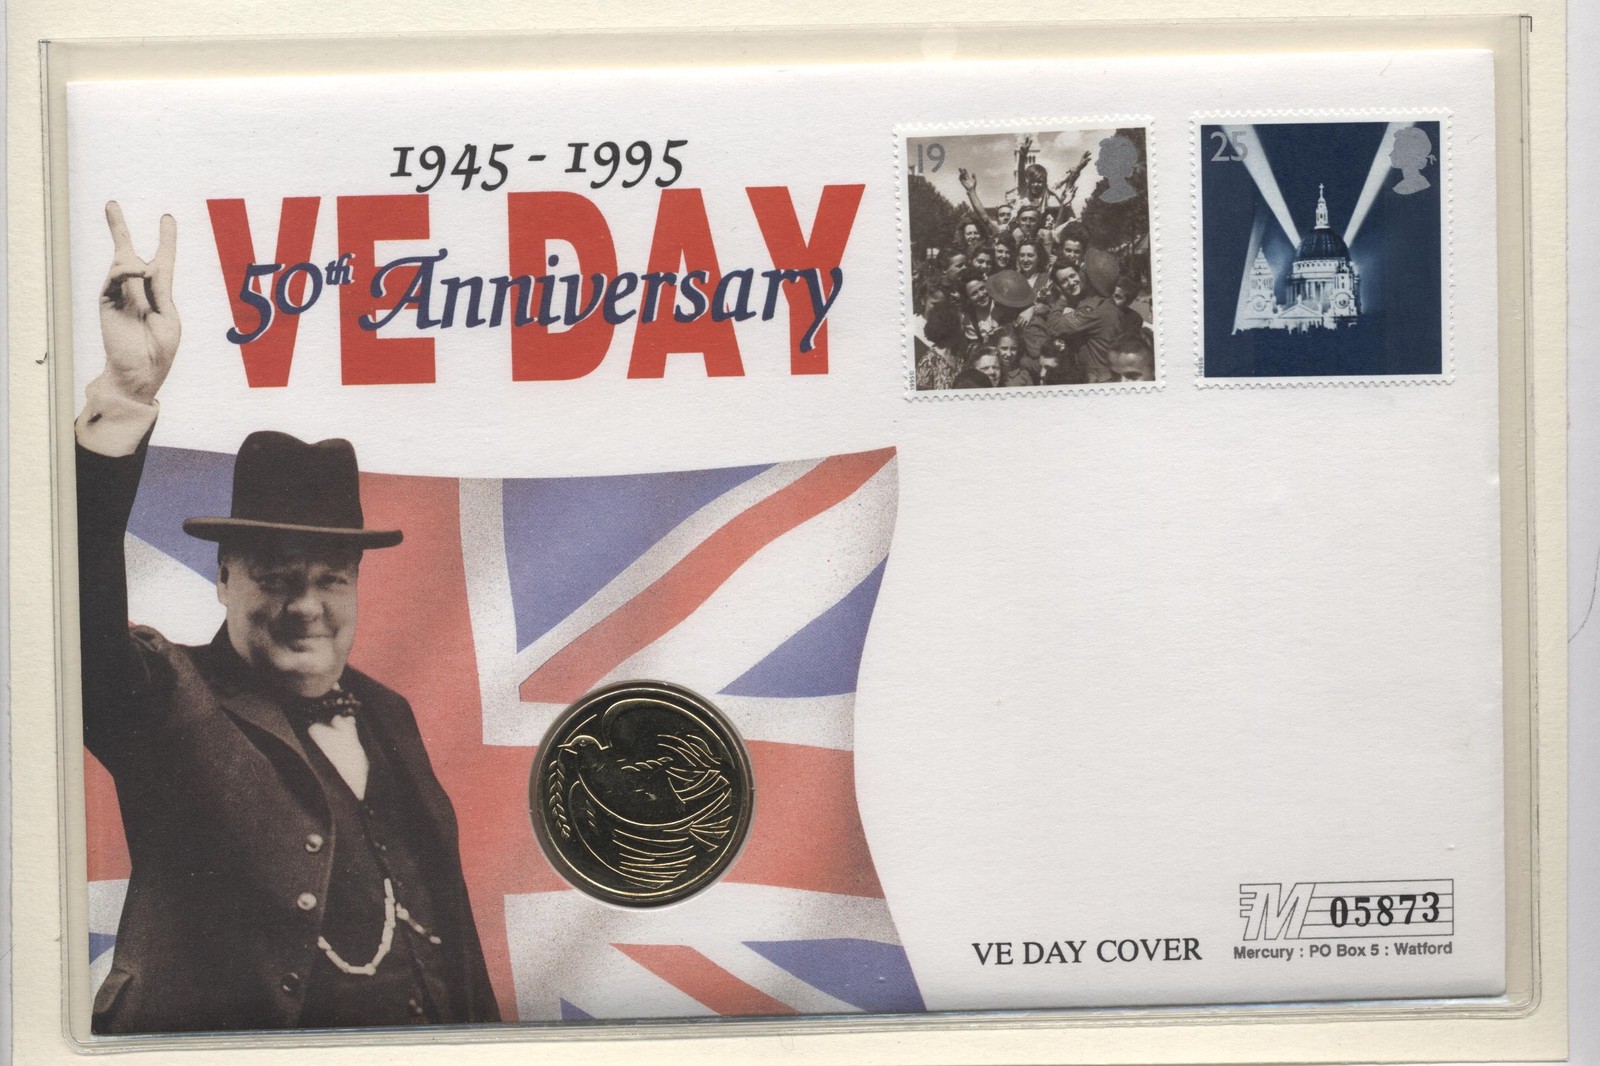 1945 - 1995
VE DAY
50th Anniversary
19
25
M 05873
VE DAY COVER
Mercury : PO Box 5 : Watford